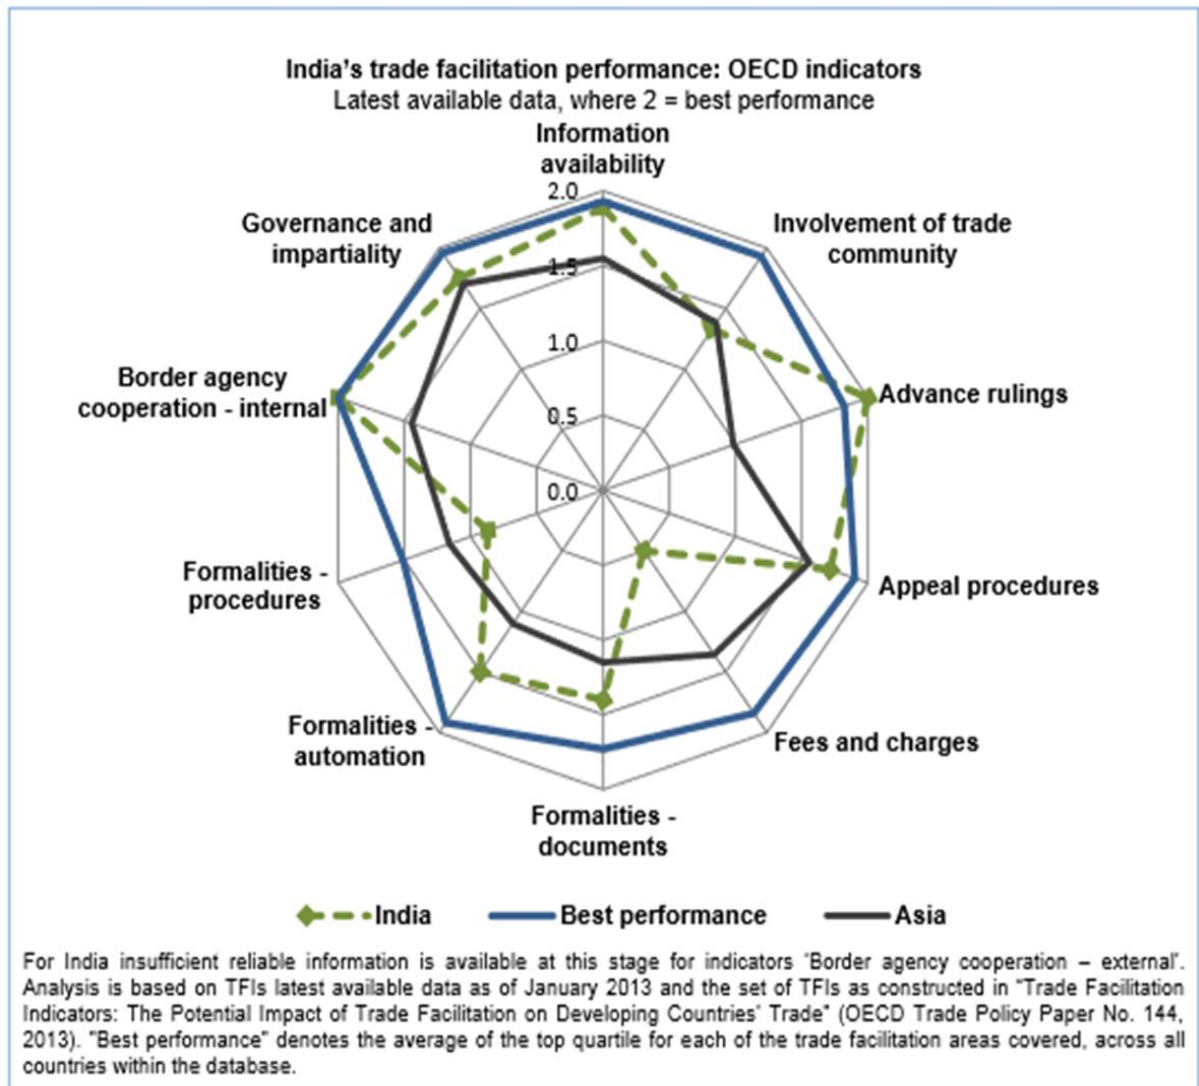 India's trade facilitation performance: OECD indicators
Latest available data, where 2 = best performance
Information
availability
2.0
Governance and
impartiality
Involvement of trade
community
1.5
1.0
Border agency
cooperation - internal
Advance rulings
0.5
0.0
Formalities -
procedures
Appeal procedures
Formalities -
automation
Fees and charges
Formalities -
documents
India
Best performance
Asia
For India insufficient reliable information is available at this stage for indicators 'Border agency cooperation – external'.
Analysis is based on TFIs latest available data as of January 2013 and the set of TFIs as constructed in "Trade Facilitation
Indicators: The Potential Impact of Trade Facilitation on Developing Countries' Trade" (OECD Trade Policy Paper No. 144,
2013). "Best performance" denotes the average of the top quartile for each of the trade facilitation areas covered, across all
countries within the database.